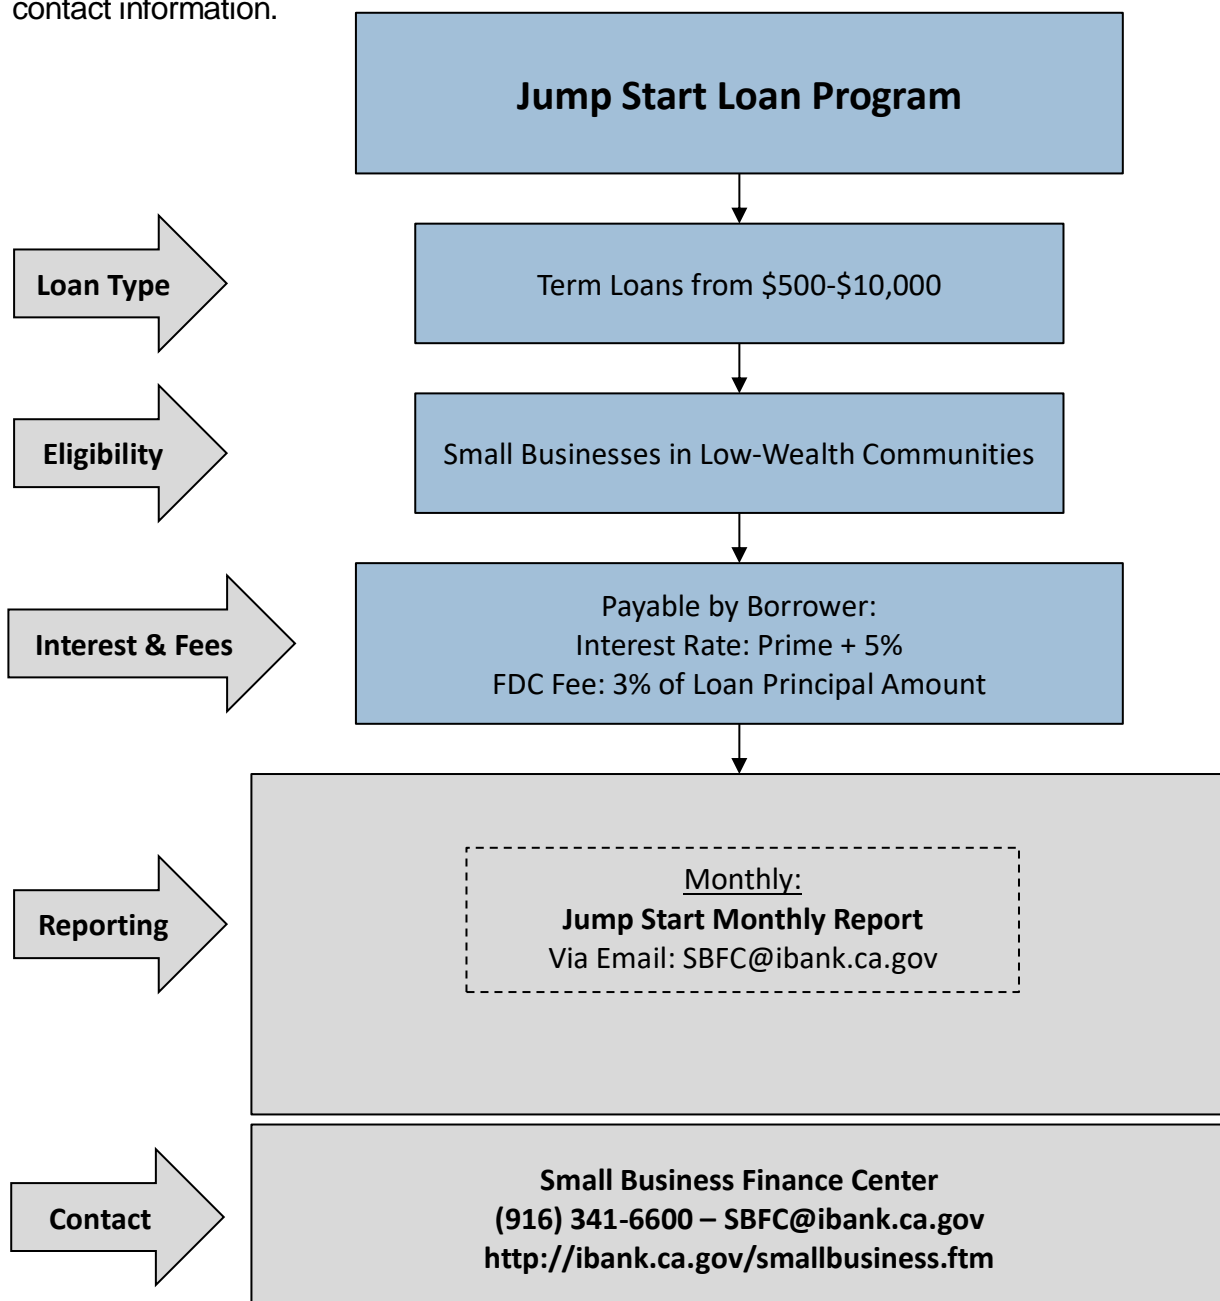 contact information.
Jump Start Loan Program
Loan Type
Term Loans from $500-$10,000
Eligibility
Small Businesses in Low-Wealth Communities
Interest & Fees
Payable by Borrower:
Interest Rate: Prime + 5%
FDC Fee: 3% of Loan Principal Amount
Reporting
Monthly:
Jump Start Monthly Report
Via Email: SBFC@ibank.ca.gov
Contact
Small Business Finance Center
(916) 341-6600 – SBFC@ibank.ca.gov
http://ibank.ca.gov/smallbusiness.ftm